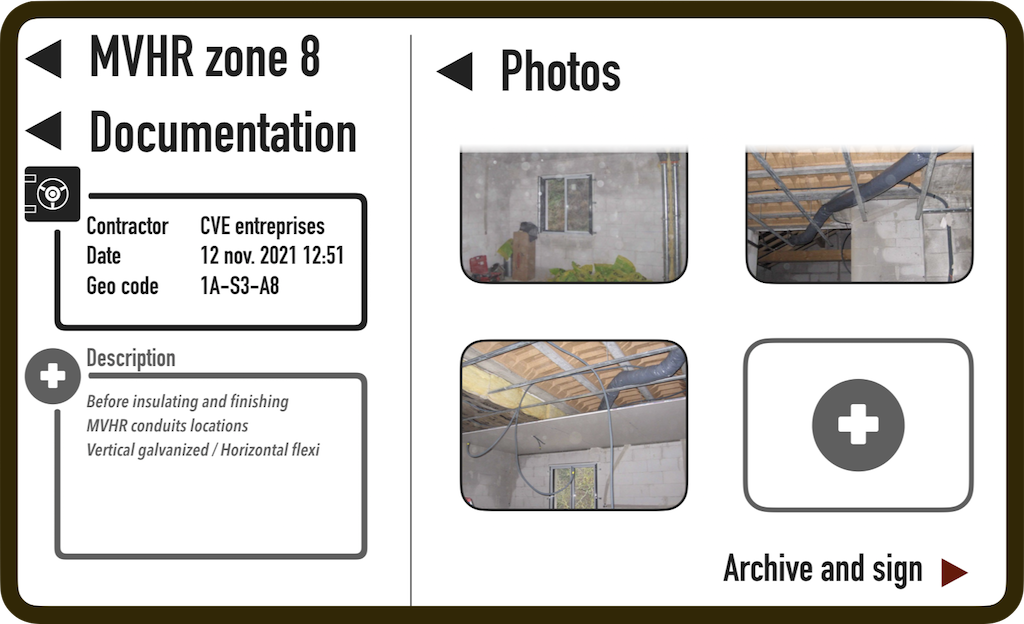 MVHR zone 8
Documentation
Contractor CVE entreprises
Date 12 nov. 2021 12:51
Geo code 1A-S3-A8
Description
Before insulating and finishing
MVHR conduits locations
Vertical galvanized / Horizontal flexi
Photos
Archive and sign